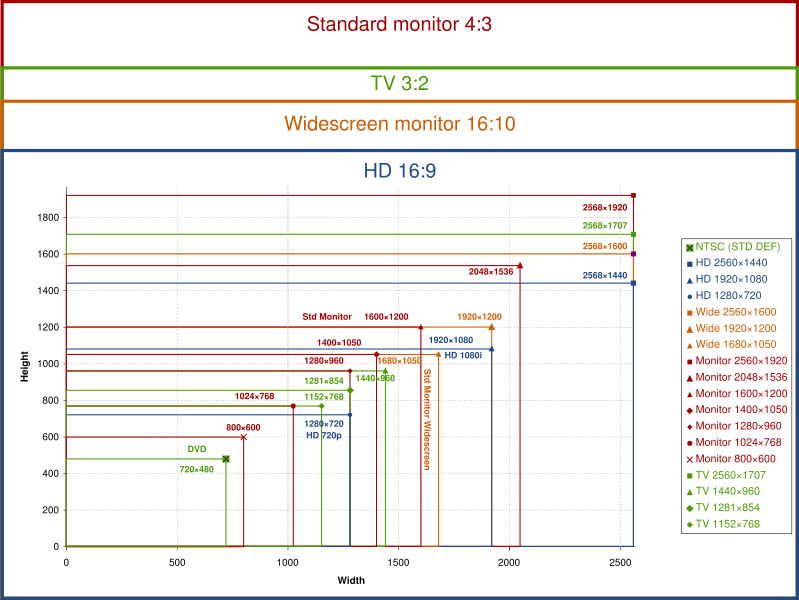 Standard monitor 4:3
TV 3:2
Widescreen monitor 16:10
HD 16:9
2568×1920
2568×1707
2568×1600
2048×1536
2568×1440
Std Monitor 1600×1200 1920×1200
1400×1050 1920×1080
HD 1080i
1280×960 1680×1050
1281×854 1440×960
1024×768 1152×768
1280×720
HD 720p
800×600
DVD
720×480
Std Monitor Widescreen
Height
1800
1600
1400
1200
1000
800
600
400
200
0
0 500 1000 1500 2000 2500
Width
NTSC (STD DEF)
HD 2560×1440
HD 1920×1080
HD 1280×720
Wide 2560×1600
Wide 1920×1200
Wide 1680×1050
Monitor 2560×1920
Monitor 2048×1536
Monitor 1600×1200
Monitor 1400×1050
Monitor 1280×960
Monitor 1024×768
Monitor 800×600
TV 2560×1707
TV 1440×960
TV 1281×854
TV 1152×768